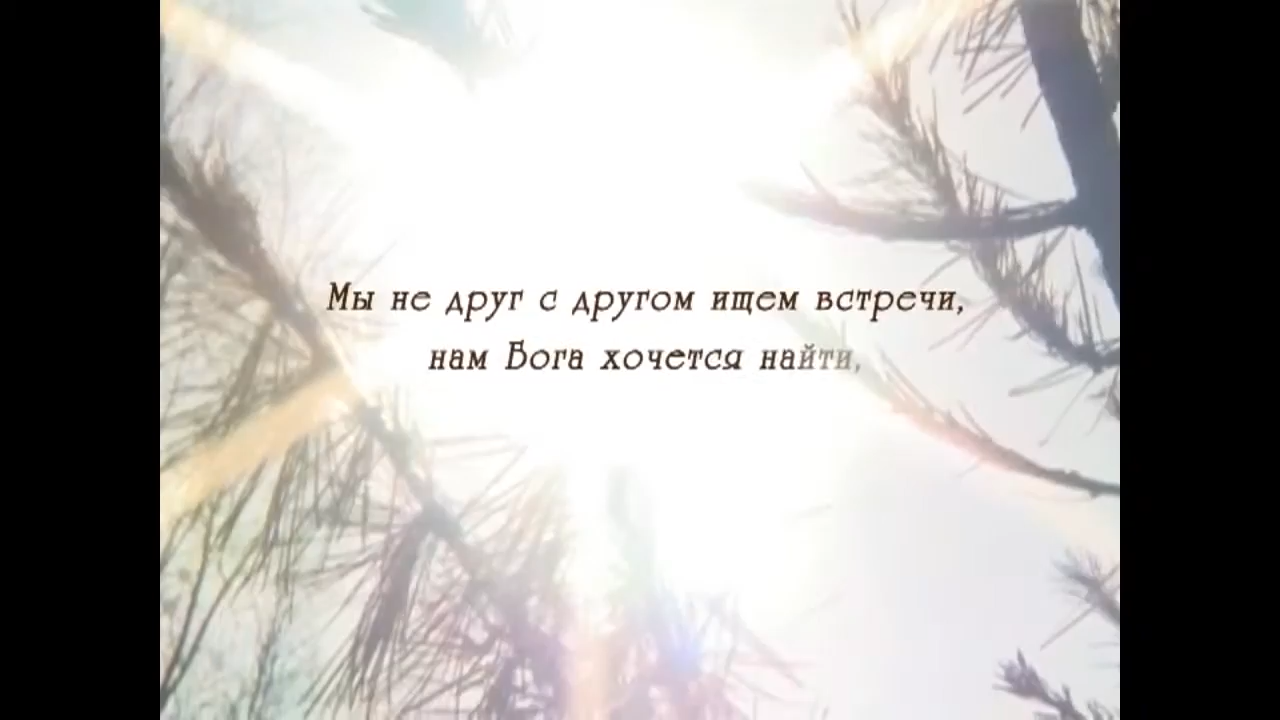 Мы не друг с другом ищем встречи,
нам Бога хочется найти,